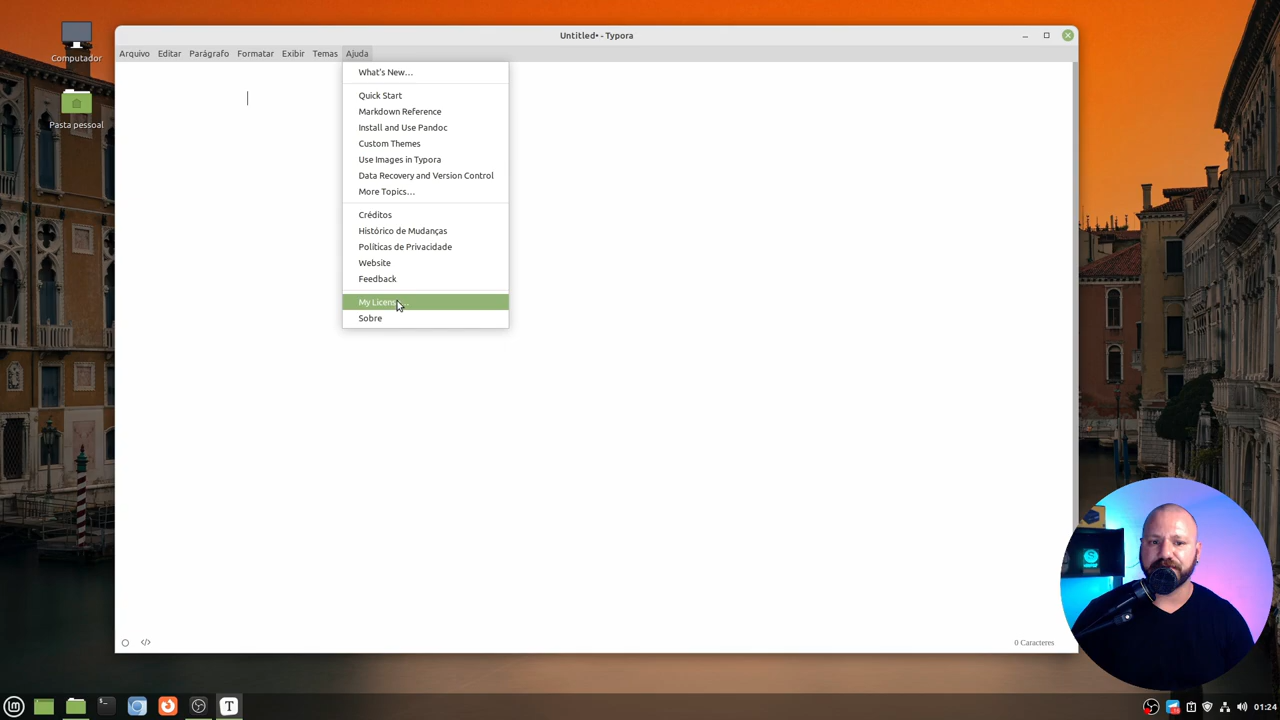 Computador
Pasta pessoal
Untitled• - Typora
Arquivo Editar Parágrafo Formatar Exibir Temas Ajuda
What's New...
Quick Start
Markdown Reference
Install and Use Pandoc
Custom Themes
Use Images in Typora
Data Recovery and Version Control
More Topics...
Créditos
Histórico de Mudanças
Políticas de Privacidade
Website
Feedback
My Licens...
Sobre
0 Caracteres
T
01:24